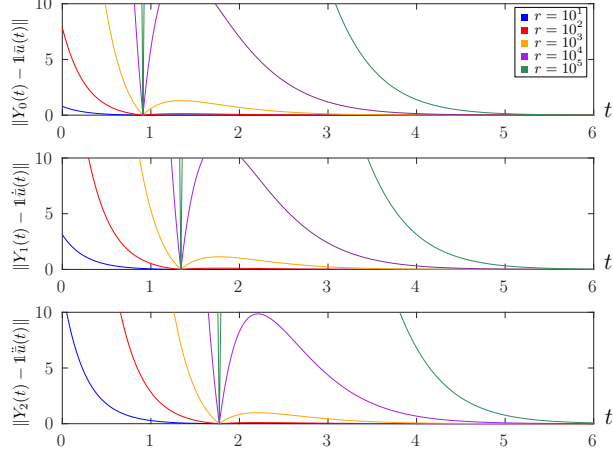 10
5
0
‖Y₀(t) − 𝟙ū(t)‖
r = 10¹
r = 10²
r = 10³
r = 10⁴
r = 10⁵
0 1 2 3 4 5 6 t
10
5
0
‖Y₁(t) − 𝟙u̇̄(t)‖
0 1 2 3 4 5 6 t
10
5
0
‖Y₂(t) − 𝟙ǖ(t)‖
0 1 2 3 4 5 6 t